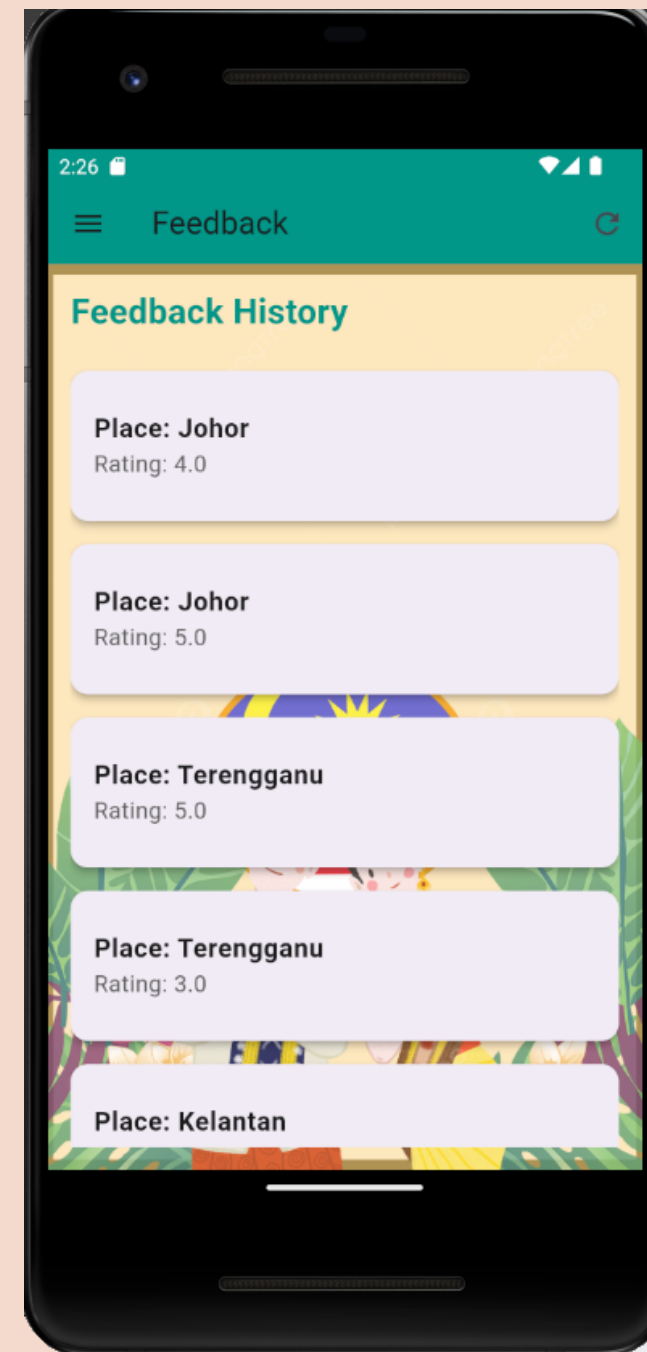 2:26
Feedback
Feedback History
Place: Johor
Rating: 4.0
Place: Johor
Rating: 5.0
Place: Terengganu
Rating: 5.0
Place: Terengganu
Rating: 3.0
Place: Kelantan